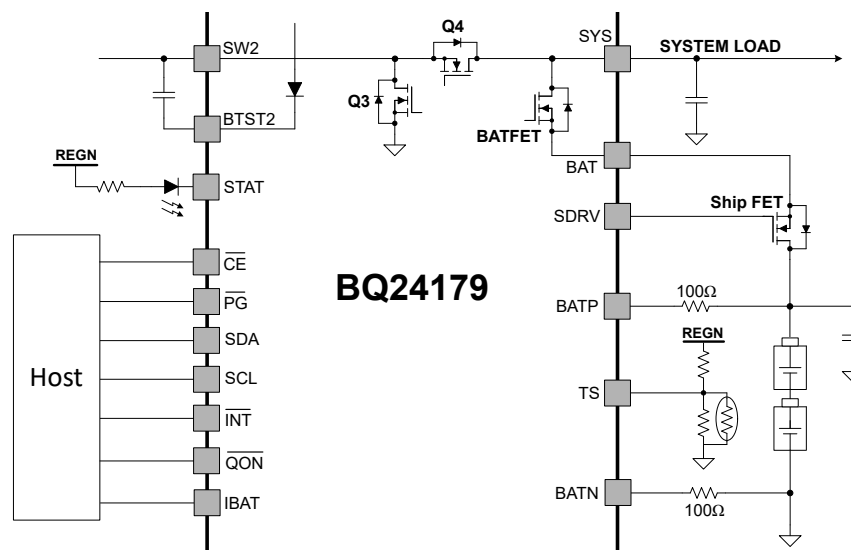 SW2
Q4
SYS
SYSTEM LOAD
Q3
BTST2
BATFET
REGN
BAT
STAT
SDRV
Ship FET
CE
BQ24179
BATP
100Ω
PG
REGN
SDA
Host
SCL
TS
INT
QON
BATN
IBAT
100Ω